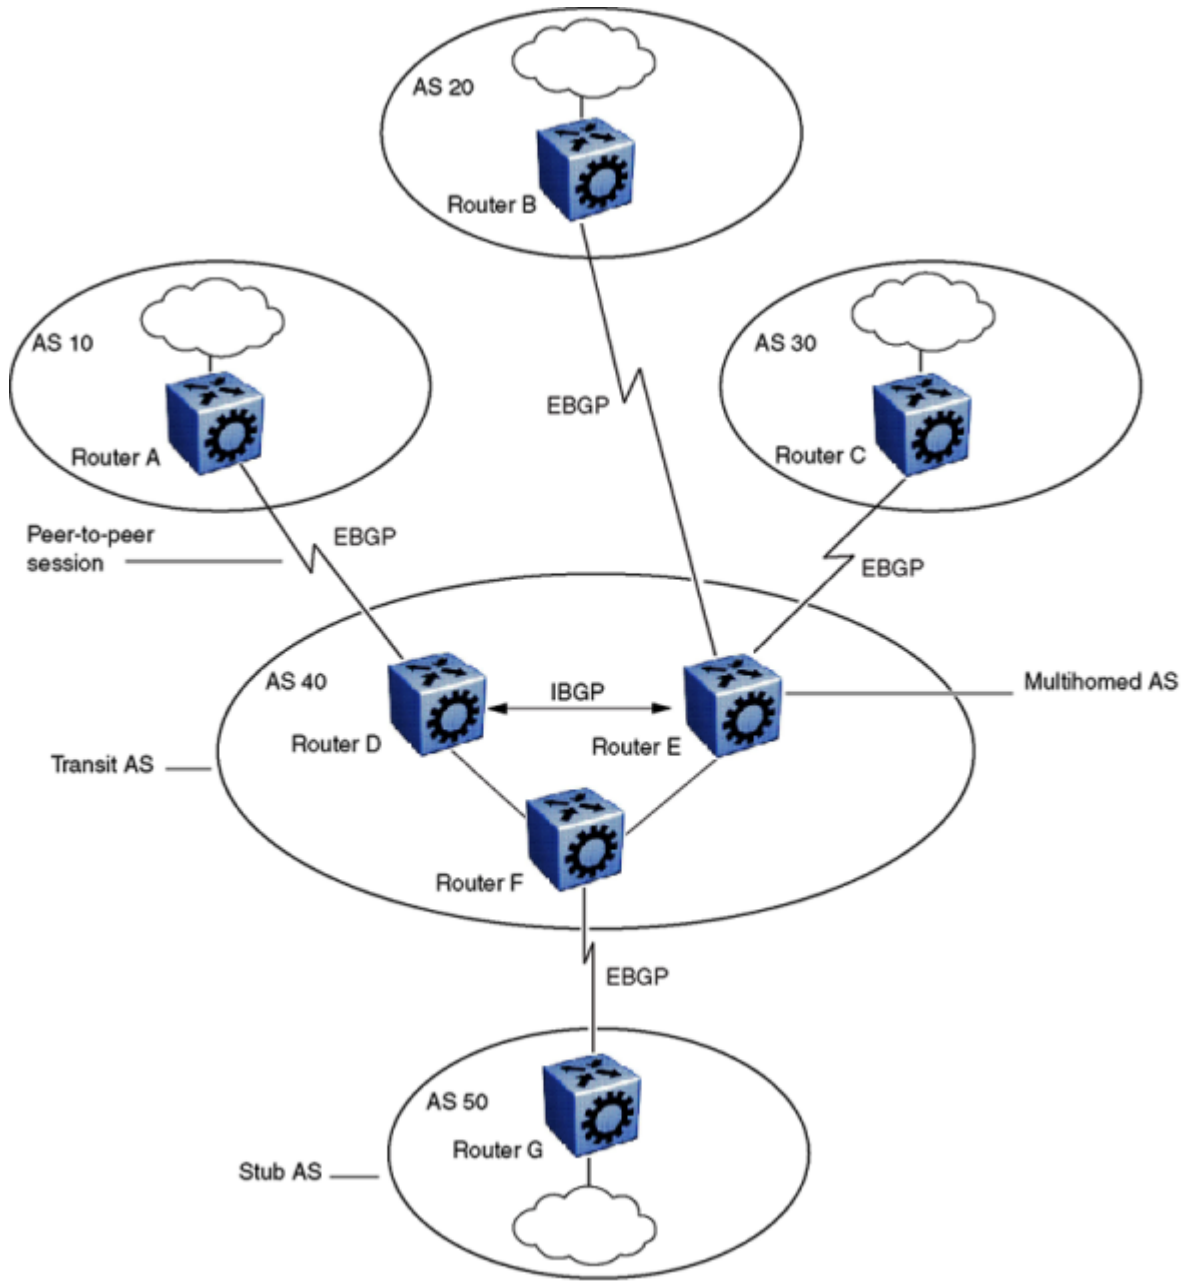 AS 20
Router B
AS 10
Router A
AS 30
Router C
EBGP
Peer-to-peer
session
EBGP
EBGP
AS 40
IBGP
Router D
Router E
Multihomed AS
Transit AS
Router F
EBGP
AS 50
Router G
Stub AS